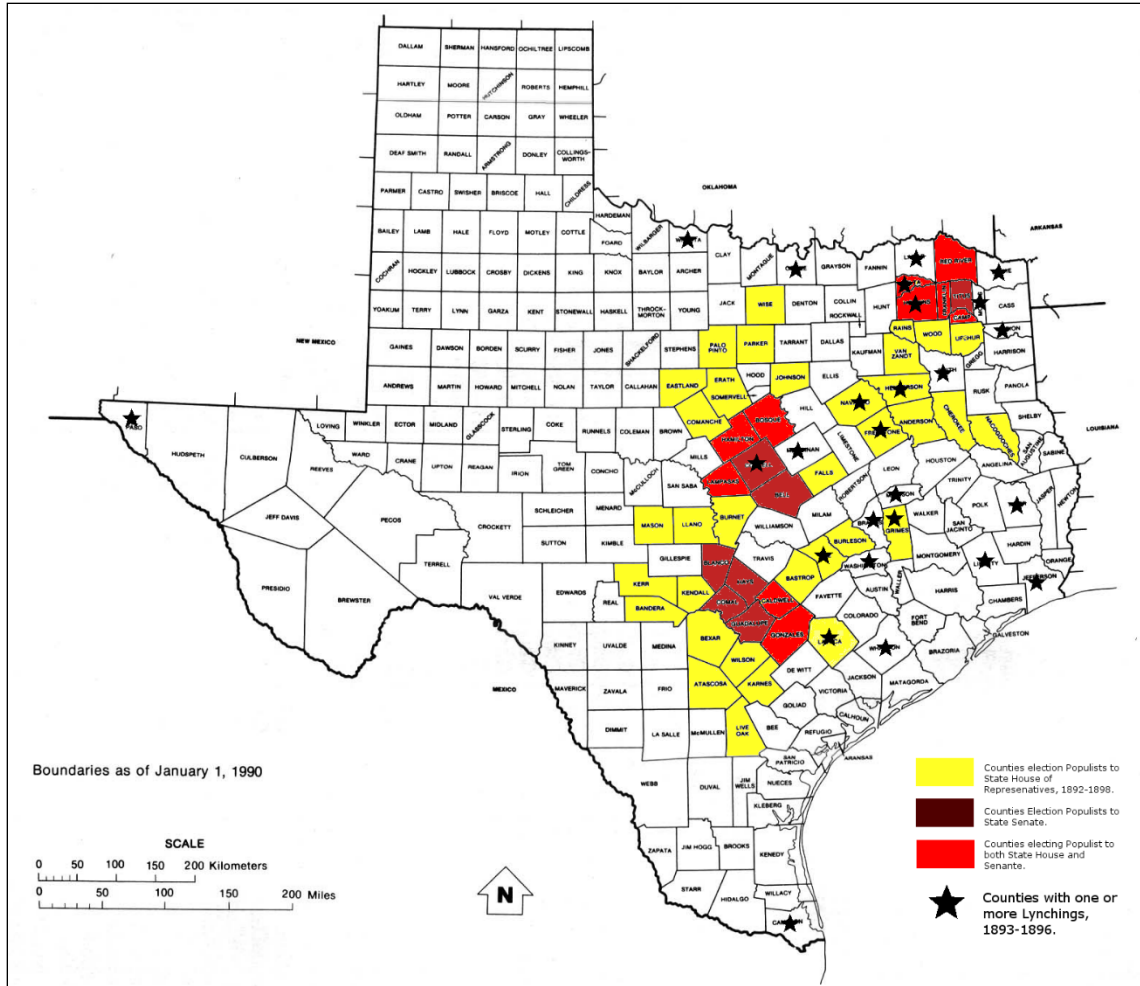 DALLAM SHERMAN HANSFORD OCHILTREE LIPSCOMB
HARTLEY MOORE HUTCHINSON ROBERTS HEMPHILL
OLDHAM POTTER CARSON GRAY WHEELER
DEAF SMITH RANDALL ARMSTRONG DONLEY COLLINGS-
WORTH
PARMER CASTRO SWISHER BRISCOE HALL CHILDRESS
OKLAHOMA
HARDEMAN
BAILEY LAMB HALE FLOYD MOTLEY COTTLE
FOARD WILBARGER
ARKANSAS
CLAY MONTAGUE GRAYSON FANNIN RED RIVER
COCHRAN HOCKLEY LUBBOCK CROSBY DICKENS KING KNOX BAYLOR ARCHER
CASS
YOAKUM TERRY LYNN GARZA KENT STONEWALL HASKELL THROCK-
MORTON YOUNG
JACK WISE DENTON COLLIN
ROCKWALL HUNT FRANKLIN CAMP
RAINS WOOD UPSHUR
NEW MEXICO
GAINES DAWSON BORDEN SCURRY FISHER JONES SHACKELFORD STEPHENS
PALO
PINTO PARKER TARRANT DALLAS KAUFMAN VAN
ZANDT GREGG HARRISON
ANDREWS MARTIN HOWARD MITCHELL NOLAN TAYLOR CALLAHAN EASTLAND
ERATH HOOD JOHNSON ELLIS HENDERSON RUSK PANOLA
SOMERVELL
LOVING WINKLER ECTOR MIDLAND GLASSCOCK STERLING COKE RUNNELS COLEMAN BROWN COMANCHE
BOSQUE HILL NAVARRO ANDERSON CHEROKEE NACOGDOCHES SHELBY
PASO
HUDSPETH CULBERSON REEVES WARD CRANE UPTON REAGAN IRION TOM
GREEN CONCHO
McCULLOCH SAN SABA MILLS HAMILTON LIMESTONE FREESTONE
SAN
AUGUSTINE SABINE
LOUISIANA
LAMPASAS BELL FALLS ROBERTSON LEON HOUSTON ANGELINA
TRINITY POLK JASPER NEWTON
JEFF DAVIS PECOS CROCKETT SCHLEICHER MENARD
MASON LLANO BURNET WILLIAMSON MILAM
GRIMES WALKER SAN
JACINTO HARDIN
SUTTON KIMBLE
GILLESPIE BLANCO TRAVIS BURLESON
WASHINGTON MONTGOMERY ORANGE
JEFFERSON
PRESIDIO BREWSTER TERRELL
VAL VERDE EDWARDS REAL KERR KENDALL HAYS BASTROP
BANDERA COMAL CALDWELL FAYETTE AUSTIN WALLER HARRIS CHAMBERS
GUADALUPE GONZALES COLORADO FORT
BEND
KINNEY UVALDE MEDINA BEXAR WILSON
GALVESTON
BRAZORIA
MEXICO
MAVERICK ZAVALA FRIO ATASCOSA KARNES DE WITT JACKSON MATAGORDA
VICTORIA
GOLIAD CALHOUN
DIMMIT LA SALLE McMULLEN LIVE
OAK BEE REFUGIO
SAN
PATRICIO ARANSAS
WEBB DUVAL JIM
WELLS NUECES
KLEBERG
ZAPATA JIM HOGG BROOKS KENEDY
STARR HIDALGO WILLACY
Boundaries as of January 1, 1990
SCALE
0 50 100 150 200 Kilometers
0 50 100 150 200 Miles
N
Counties election Populists to
State House of
Represenatives, 1892-1898.
Counties Election Populists to
State Senate.
Counties electing Populist to
both State House and
Senante.
Counties with one or
more Lynchings,
1893-1896.